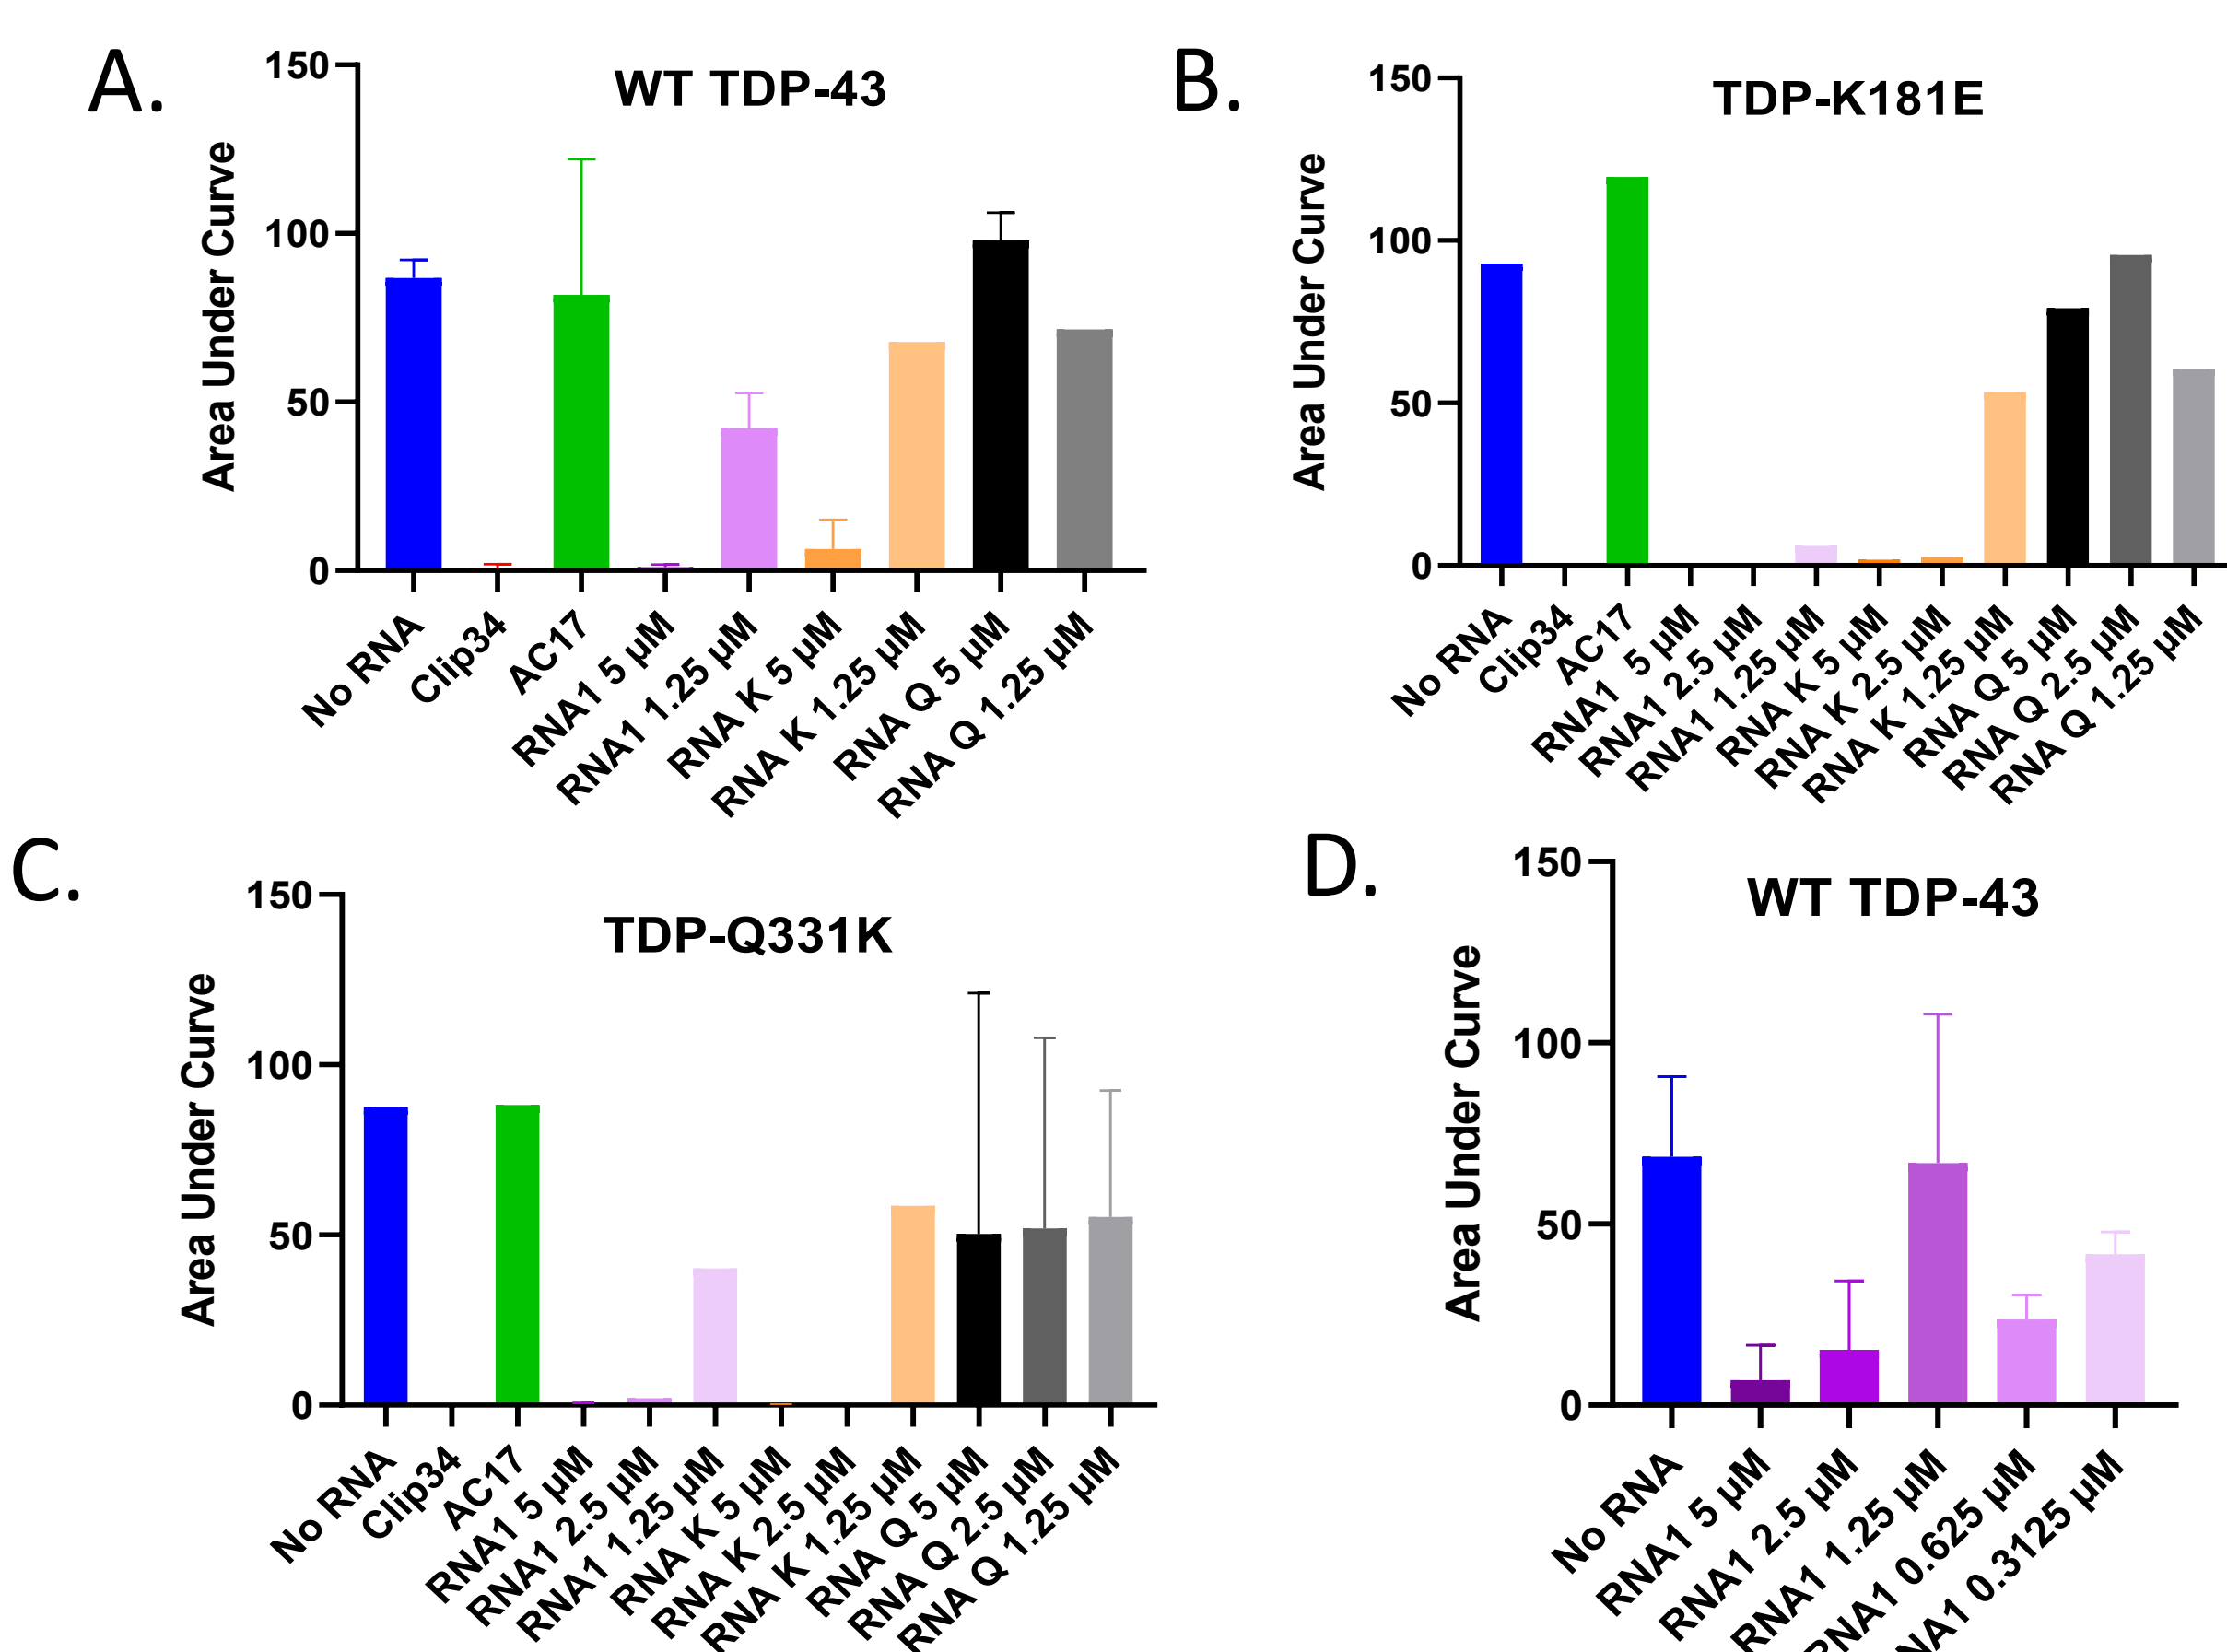 A.
WT TDP-43
Area Under Curve
150
100
50
0
No RNA
Clip34
AC17
RNA1 5 µM
RNA1 1.25 µM
RNA K 5 µM
RNA K 1.25 µM
RNA Q 5 µM
RNA Q 1.25 µM
B.
TDP-K181E
Area Under Curve
150
100
50
0
No RNA
Clip34
AC17
RNA1 5 µM
RNA1 2.5 µM
RNA1 1.25 µM
RNA K 5 µM
RNA K 2.5 µM
RNA K 1.25 µM
RNA Q 5 µM
RNA Q 2.5 µM
RNA Q 1.25 µM
C.
TDP-Q331K
Area Under Curve
150
100
50
0
No RNA
Clip34
AC17
RNA1 5 µM
RNA1 2.5 µM
RNA1 1.25 µM
RNA K 5 µM
RNA K 2.5 µM
RNA K 1.25 µM
RNA Q 5 µM
RNA Q 2.5 µM
RNA Q 1.25 µM
D.
WT TDP-43
Area Under Curve
150
100
50
0
No RNA
RNA1 5 µM
RNA1 2.5 µM
RNA1 1.25 µM
RNA1 0.625 µM
NA1 0.3125 µM